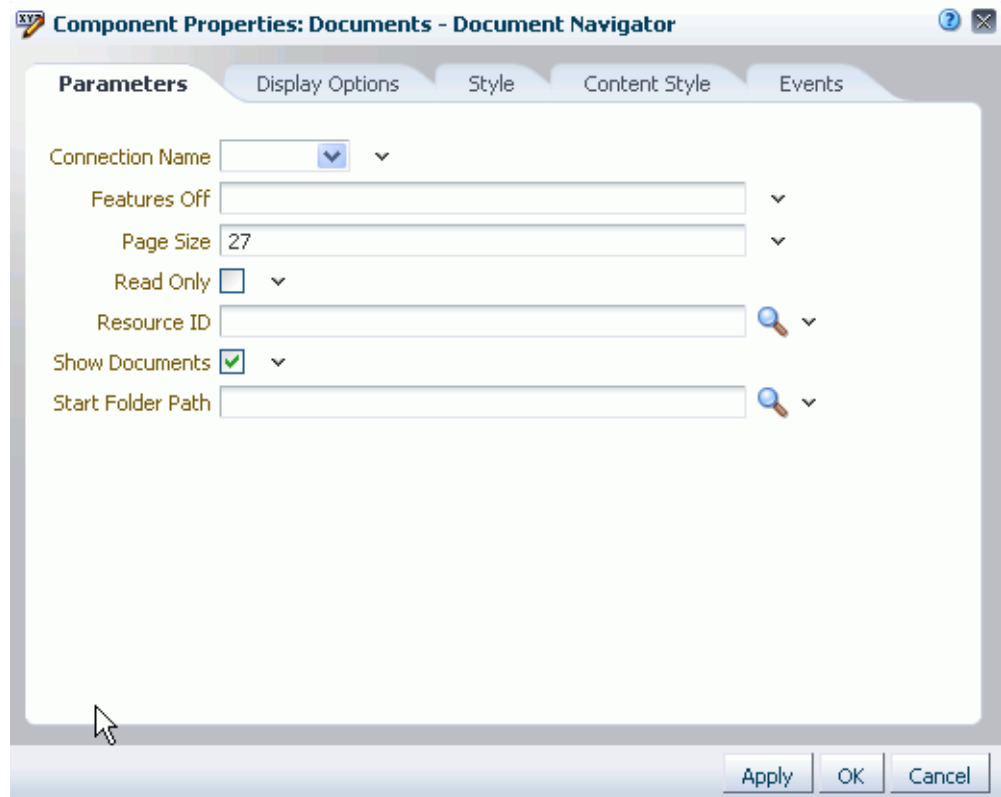 Component Properties: Documents - Document Navigator
Parameters Display Options Style Content Style Events
Connection Name
Features Off
Page Size 27
Read Only
Resource ID
Show Documents
Start Folder Path
Apply OK Cancel